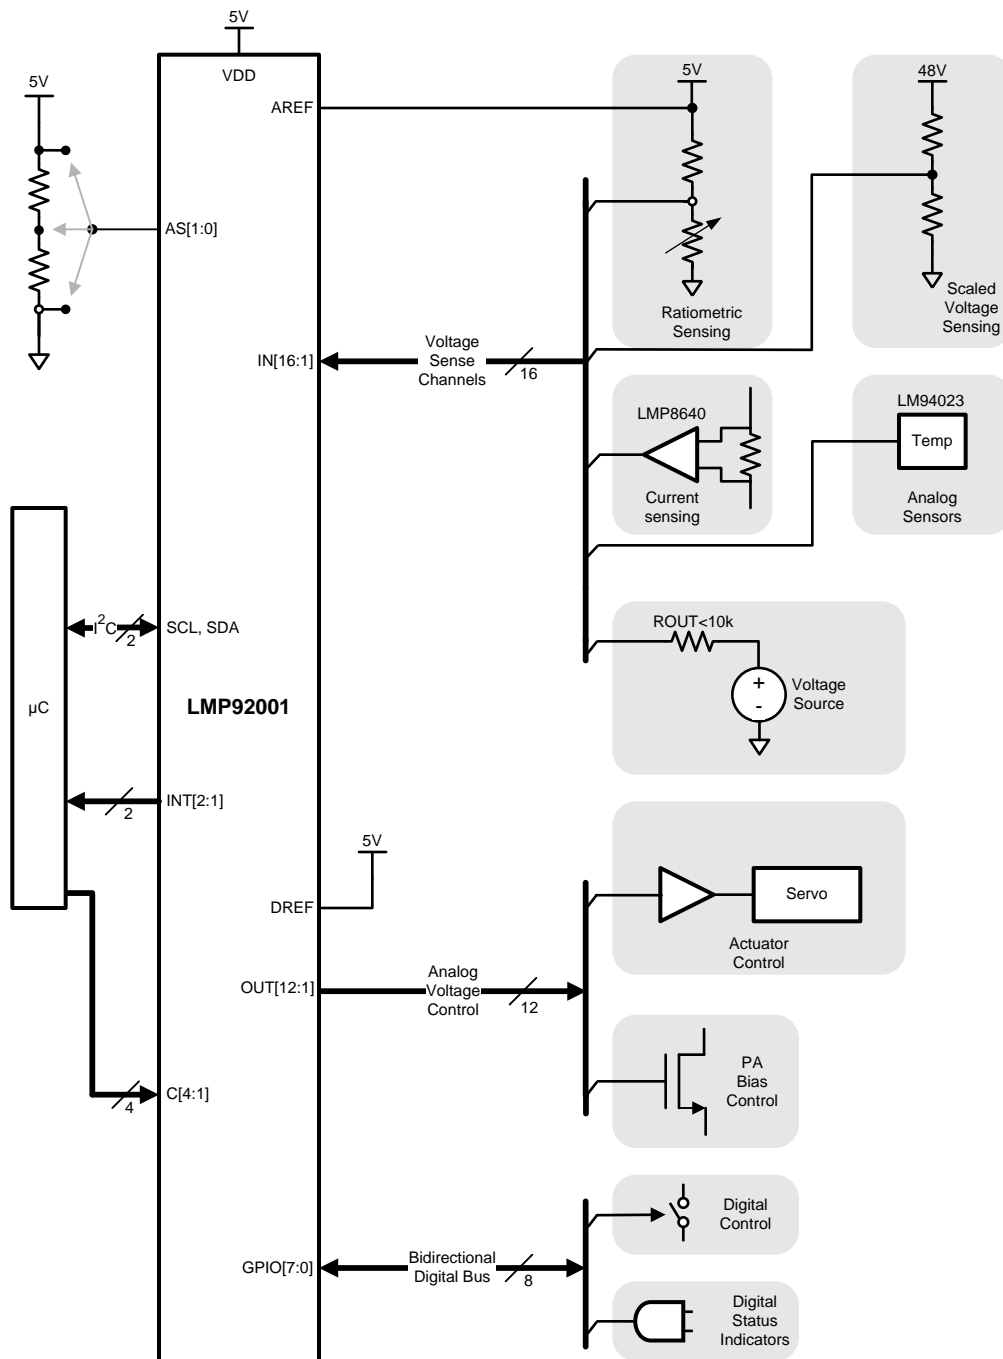 5V
VDD
5V
AREF
5V
48V
AS[1:0]
Ratiometric
Sensing
Scaled
Voltage
Sensing
IN[16:1]
Voltage
Sense
Channels
16
LMP8640
Current
sensing
LM94023
Temp
Analog
Sensors
µC
I2C
2
SCL, SDA
ROUT<10k
+
-
Voltage
Source
LMP92001
2
INT[2:1]
5V
DREF
Servo
Actuator
Control
OUT[12:1]
Analog
Voltage
Control
12
PA
Bias
Control
4
C[4:1]
Digital
Control
GPIO[7:0]
Bidirectional
Digital Bus
8
Digital
Status
Indicators